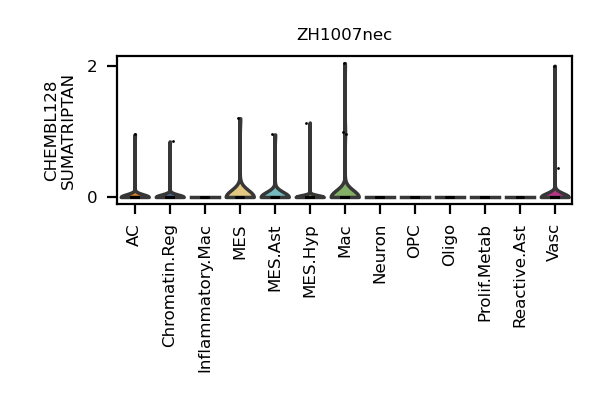 ZH1007nec
CHEMBL128
SUMATRIPTAN
2
0
AC
Chromatin.Reg
Inflammatory.Mac
MES
MES.Ast
MES.Hyp
Mac
Neuron
OPC
Oligo
Prolif.Metab
Reactive.Ast
Vasc